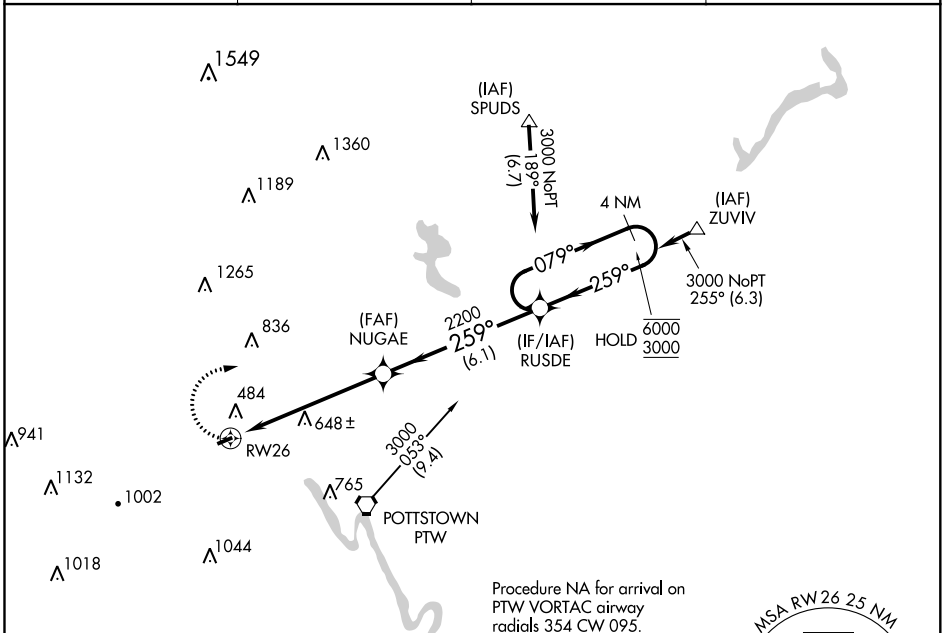 1549
(IAF)
SPUDS
1360
3000 NoPT
189°
(6.7)
1189
4 NM
(IAF)
ZUVIV
079°
259°
3000 NoPT
255° (6.3)
1265
(FAF)
NUGAE
2200
259°
(6.1)
(IF/IAF)
RUSDE
HOLD
6000
3000
836
484
648±
RW26
941
3000
053°
(9.4)
1132
1002
765
POTTSTOWN
PTW
1044
1018
Procedure NA for arrival on
PTW VORTAC airway
radials 354 CW 095.
MSA RW26 25 NM